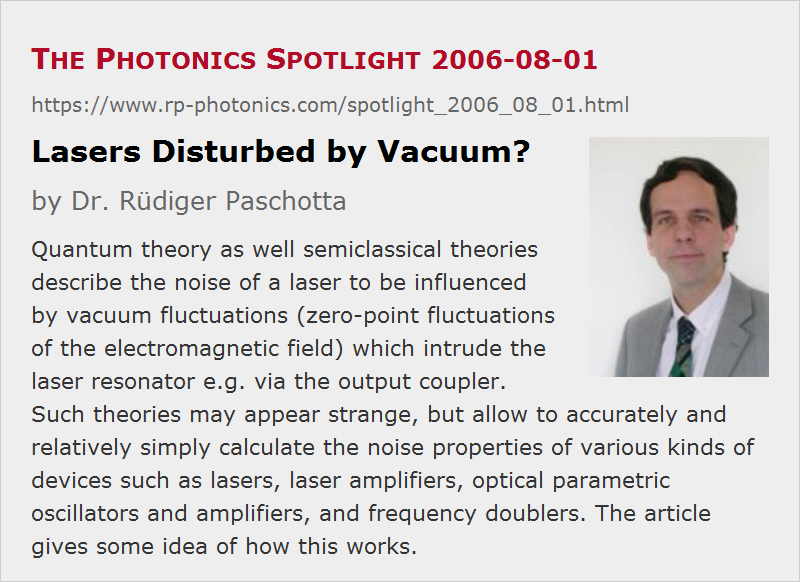 The Photonics Spotlight 2006-08-01
https://www.rp-photonics.com/spotlight_2006_08_01.html
Lasers Disturbed by Vacuum?
by Dr. Rüdiger Paschotta
Quantum theory as well semiclassical theories
describe the noise of a laser to be influenced
by vacuum fluctuations (zero-point fluctuations
of the electromagnetic field) which intrude the
laser resonator e.g. via the output coupler.
Such theories may appear strange, but allow to accurately and
relatively simply calculate the noise properties of various kinds of
devices such as lasers, laser amplifiers, optical parametric
oscillators and amplifiers, and frequency doublers. The article
gives some idea of how this works.